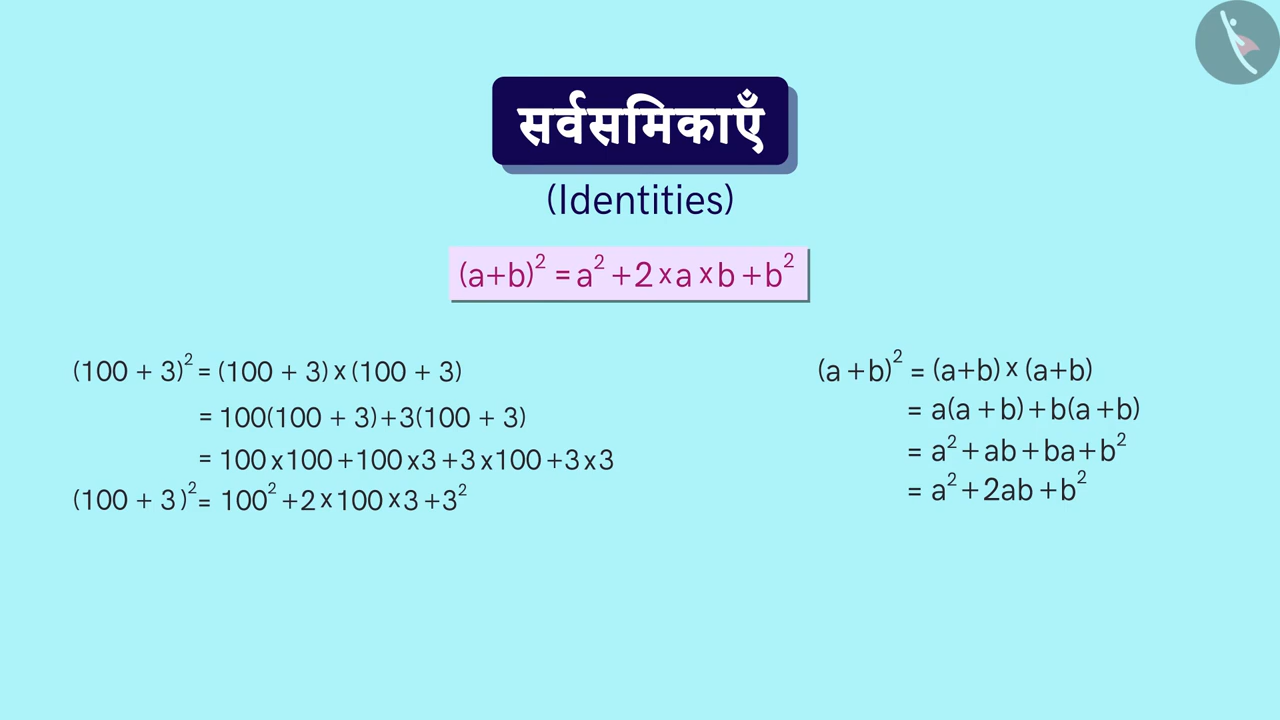 सर्वसमिकाएँ
(Identities)
(a+b)² = a² + 2 x a x b + b²
(100 + 3)² = (100 + 3) x (100 + 3)
= 100(100 + 3)+3(100 + 3)
= 100 x 100 + 100 x 3 + 3 x 100 + 3 x 3
(100 + 3)² = 100² + 2 x 100 x 3 + 3²
(a + b)² = (a+b) x (a+b)
= a(a + b) + b(a + b)
= a² + ab + ba + b²
= a² + 2ab + b²